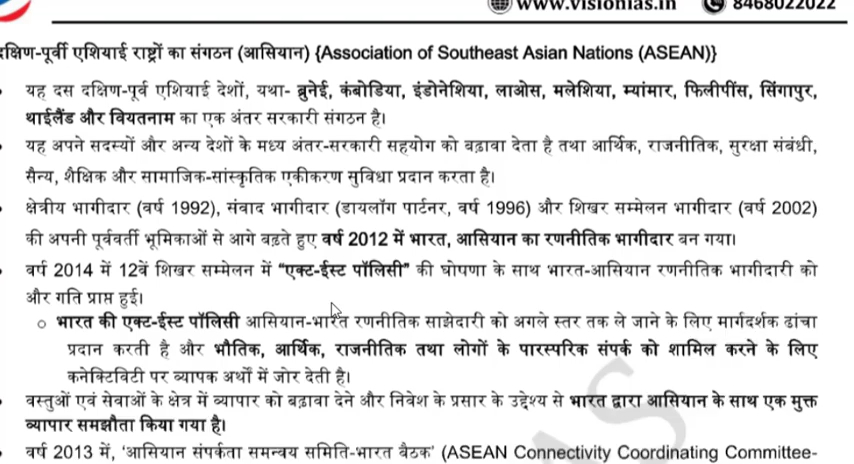 www.visionias.in 8468022022
दक्षिण-पूर्वी एशियाई राष्ट्रों का संगठन (आसियान) {Association of Southeast Asian Nations (ASEAN)}
यह दस दक्षिण-पूर्व एशियाई देशों, यथा- ब्रुनेई, कंबोडिया, इंडोनेशिया, लाओस, मलेशिया, म्यांमार, फिलीपींस, सिंगापुर,
थाईलैंड और वियतनाम का एक अंतर सरकारी संगठन है।
यह अपने सदस्यों और अन्य देशों के मध्य अंतर-सरकारी सहयोग को बढ़ावा देता है तथा आर्थिक, राजनीतिक, सुरक्षा संबंधी,
सैन्य, शैक्षिक और सामाजिक-सांस्कृतिक एकीकरण सुविधा प्रदान करता है।
क्षेत्रीय भागीदार (वर्ष 1992), संवाद भागीदार (डायलॉग पार्टनर, वर्ष 1996) और शिखर सम्मेलन भागीदार (वर्ष 2002)
की अपनी पूर्ववर्ती भूमिकाओं से आगे बढ़ते हुए वर्ष 2012 में भारत, आसियान का रणनीतिक भागीदार बन गया।
वर्ष 2014 में 12वें शिखर सम्मेलन में "एक्ट-ईस्ट पॉलिसी" की घोषणा के साथ भारत-आसियान रणनीतिक भागीदारी को
और गति प्राप्त हुई।
भारत की एक्ट-ईस्ट पॉलिसी आसियान-भारत रणनीतिक साझेदारी को अगले स्तर तक ले जाने के लिए मार्गदर्शक ढांचा
प्रदान करती है और भौतिक, आर्थिक, राजनीतिक तथा लोगों के पारस्परिक संपर्क को शामिल करने के लिए
कनेक्टिविटी पर व्यापक अर्थों में जोर देती है।
वस्तुओं एवं सेवाओं के क्षेत्र में व्यापार को बढ़ावा देने और निवेश के प्रसार के उद्देश्य से भारत द्वारा आसियान के साथ एक मुक्त
व्यापार समझौता किया गया है।
वर्ष 2013 में, 'आसियान संपर्कता समन्वय समिति-भारत बैठक' (ASEAN Connectivity Coordinating Committee-